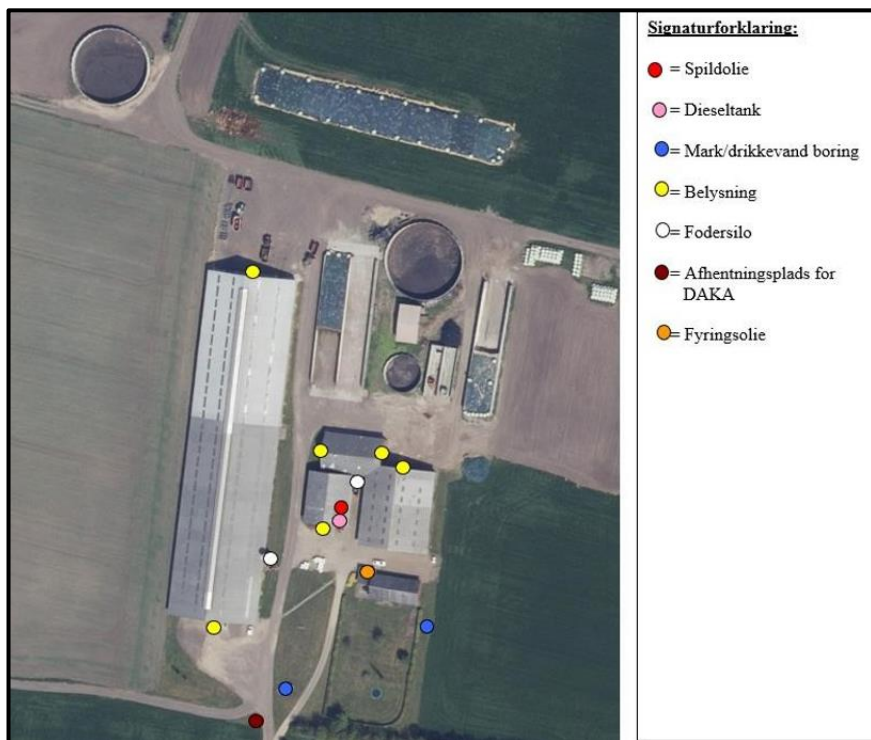 Signaturforklaring:
= Spildolie
= Dieseltank
= Mark/drikkevand boring
= Belysning
= Fodersilo
= Afhentningsplads for
DAKA
= Fyringsolie